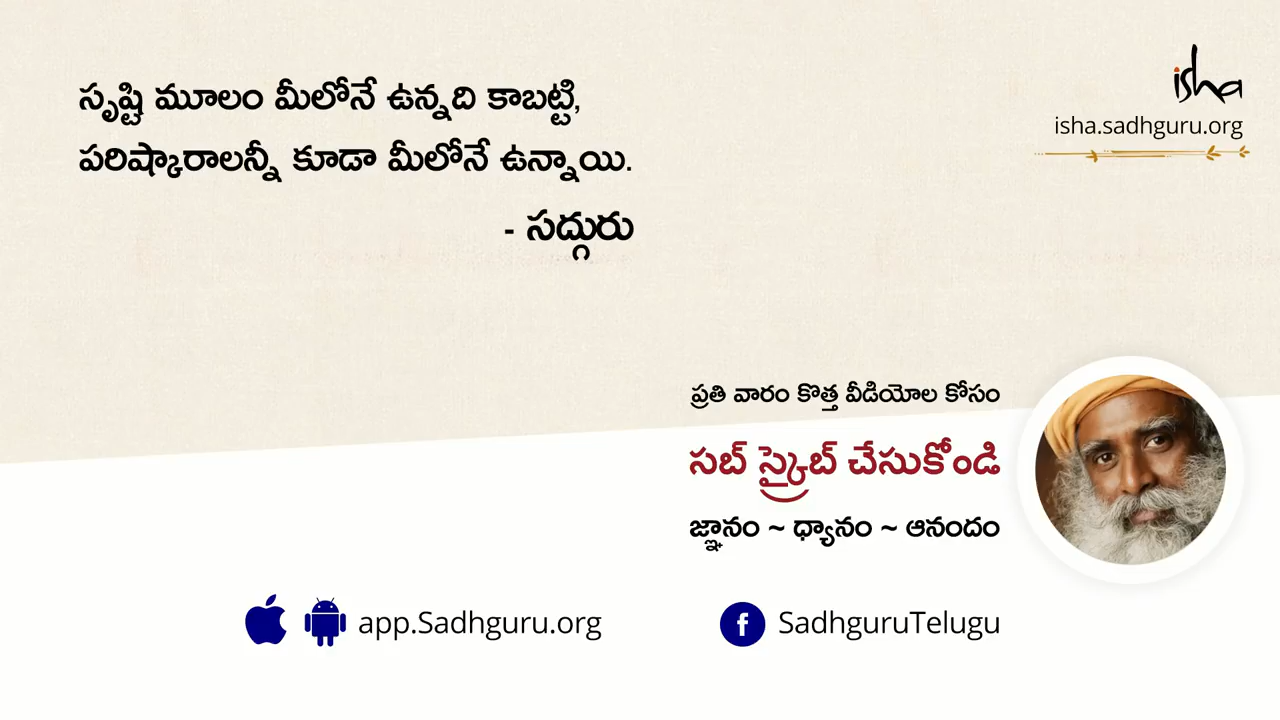 సృష్టి మూలం మీలోనే ఉన్నది కాబట్టి,
పరిష్కారాలన్నీ కూడా మీలోనే ఉన్నాయి.
- సద్గురు
isha
isha.sadhguru.org
ప్రతి వారం కొత్త వీడియోల కోసం
సబ్ స్క్రైబ్ చేసుకోండి
జ్ఞానం ~ ధ్యానం ~ ఆనందం
app.Sadhguru.org
SadhguruTelugu